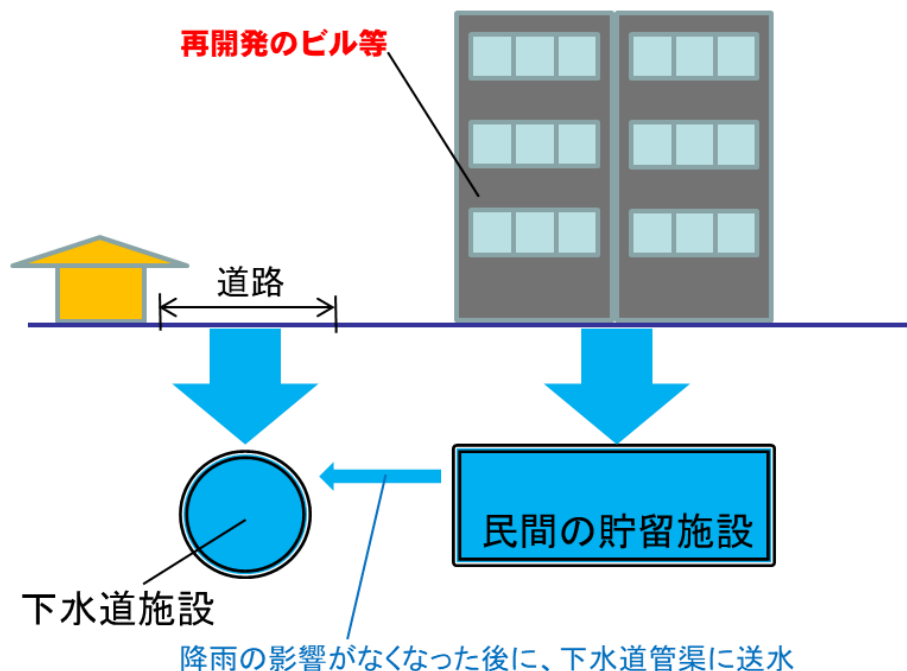 再開発のビル等
道路
民間の貯留施設
下水道施設
降雨の影響がなくなった後に、下水道管渠に送水